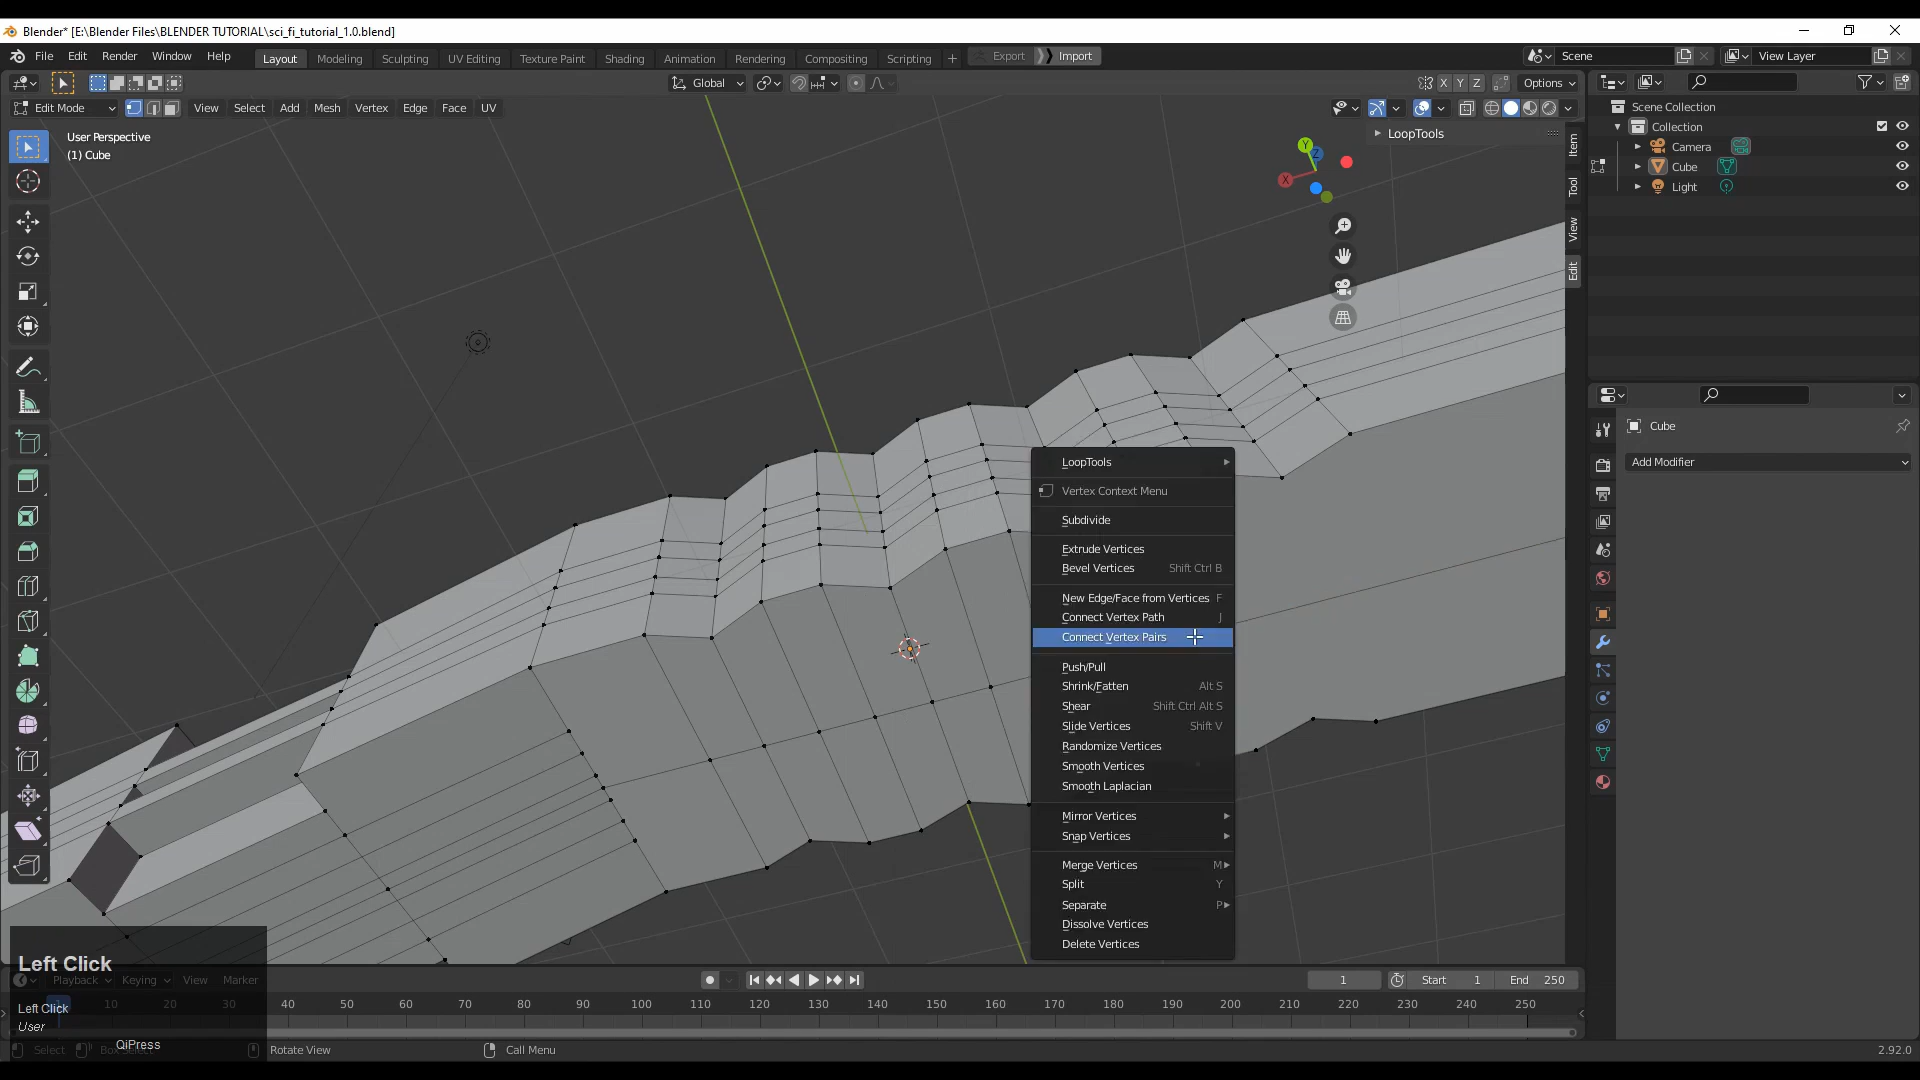 Blender* [E:\Blender Files\BLENDER TUTORIAL\sci_fi_tutorial_1.0.blend]
File Edit Render Window Help Layout Modeling Sculpting UV Editing Texture Paint Shading Animation Rendering Compositing Scripting + Export Import Scene View Layer
Global X Y Z Options
Edit Mode View Select Add Mesh Vertex Edge Face UV
User Perspective
(1) Cube
LoopTools
Item
Tool
View
Edit
Y
Z
X
Scene Collection
Collection
Camera
Cube
Light
Cube
Add Modifier
LoopTools
Vertex Context Menu
Subdivide
Extrude Vertices
Bevel Vertices Shift Ctrl B
New Edge/Face from Vertices F
Connect Vertex Path J
Connect Vertex Pairs
Push/Pull
Shrink/Fatten Alt S
Shear Shift Ctrl Alt S
Slide Vertices Shift V
Randomize Vertices
Smooth Vertices
Smooth Laplacian
Mirror Vertices
Snap Vertices
Merge Vertices M
Split Y
Separate P
Dissolve Vertices
Delete Vertices
Left Click
Playback Keying View Marker 1 Start 1 End 250
1 10 20 30 40 50 60 70 80 90 100 110 120 130 140 150 160 170 180 190 200 210 220 230 240 250
Left Click
User
QiPress
Select Box Select Rotate View Call Menu 2.92.0